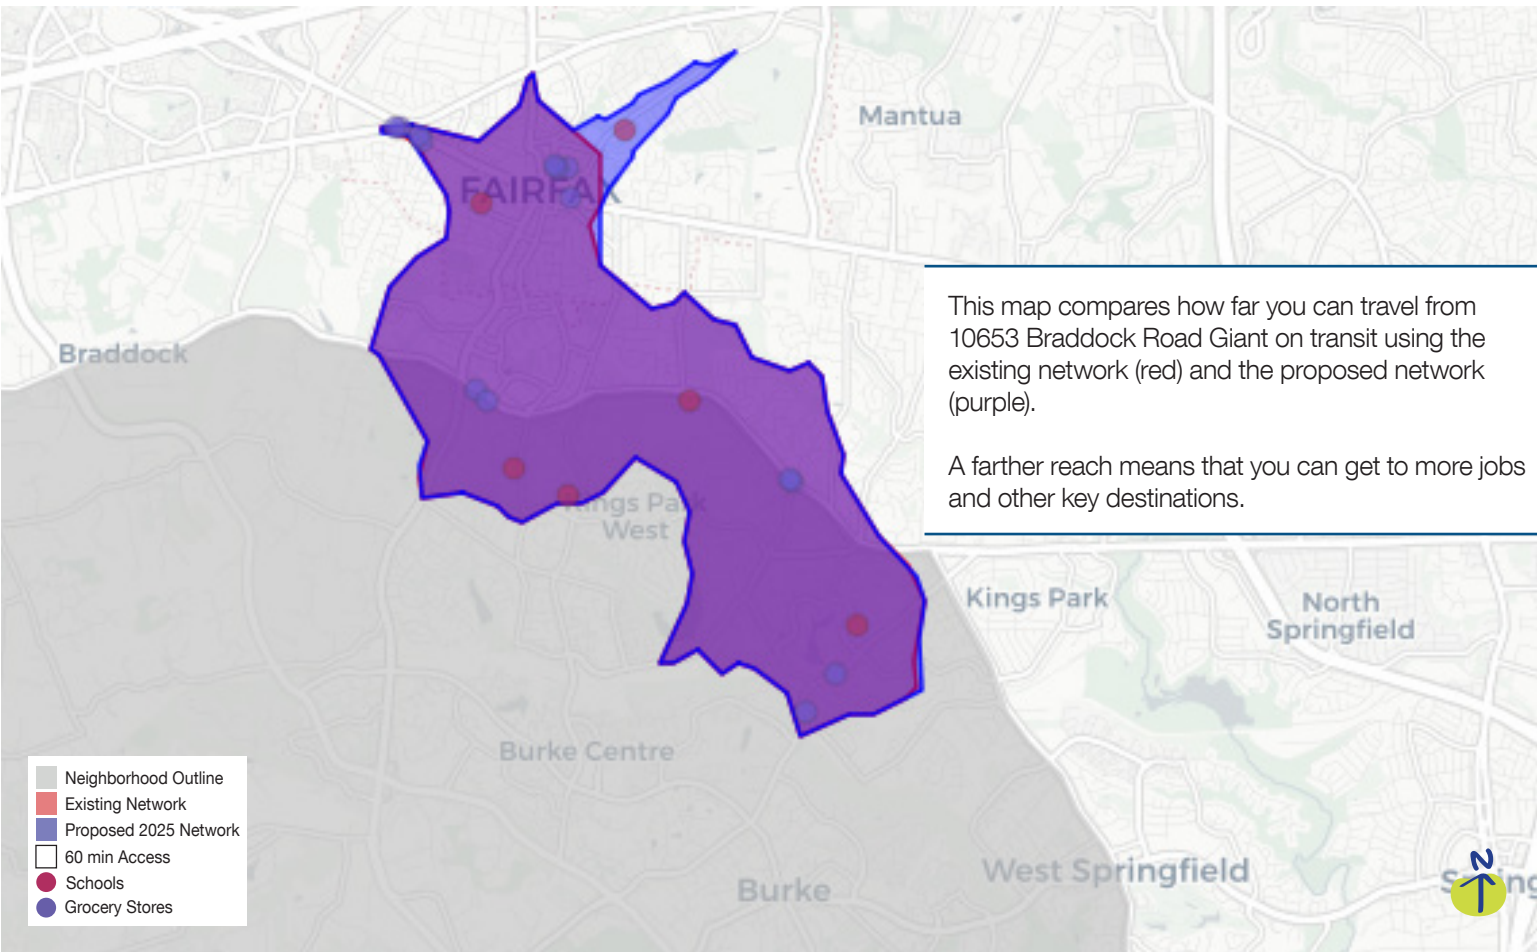 Mantua
FAIRFAX
Braddock
This map compares how far you can travel from
10653 Braddock Road Giant on transit using the
existing network (red) and the proposed network
(purple).
A farther reach means that you can get to more jobs
and other key destinations.
Kings Park
West
Kings Park
North
Springfield
Burke Centre
West Springfield
Burke
Neighborhood Outline
Existing Network
Proposed 2025 Network
60 min Access
Schools
Grocery Stores
N